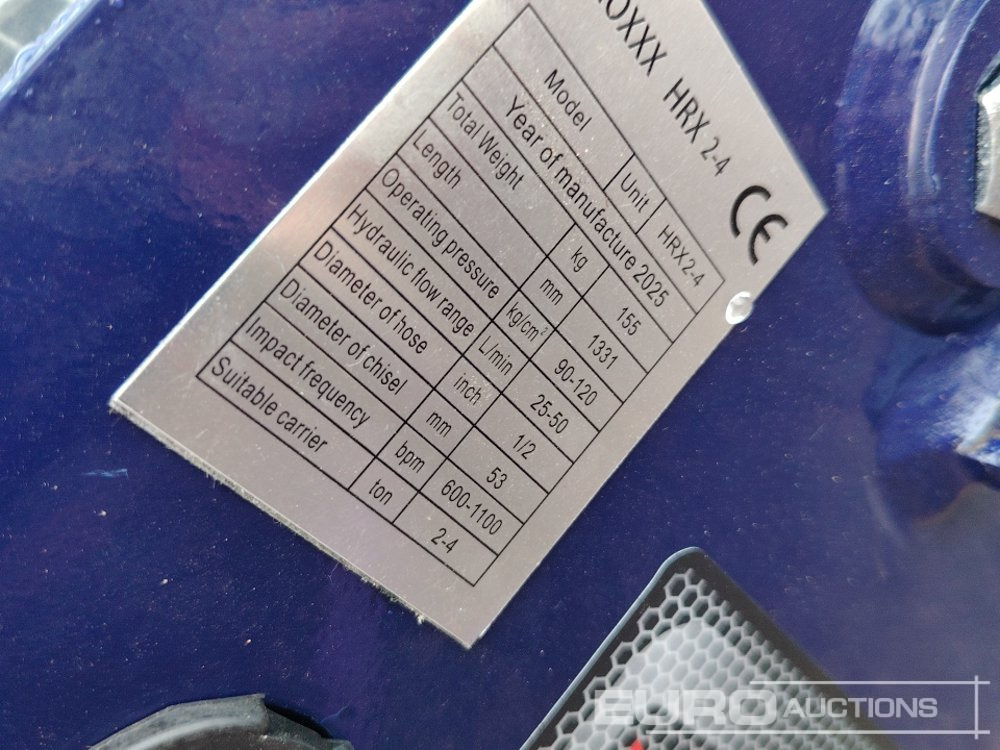 OXXX HRX 2-4 CE
Model Unit HRX2-4
Year of manufacture 2025
Total Weight kg 155
Length mm 1331
Operating pressure kg/cm² 90-120
Hydraulic flow range L/min 25-50
Diameter of hose inch 1/2
Diameter of chisel mm 53
Impact frequency bpm 600-1100
Suitable carrier ton 2-4
EURO AUCTIONS